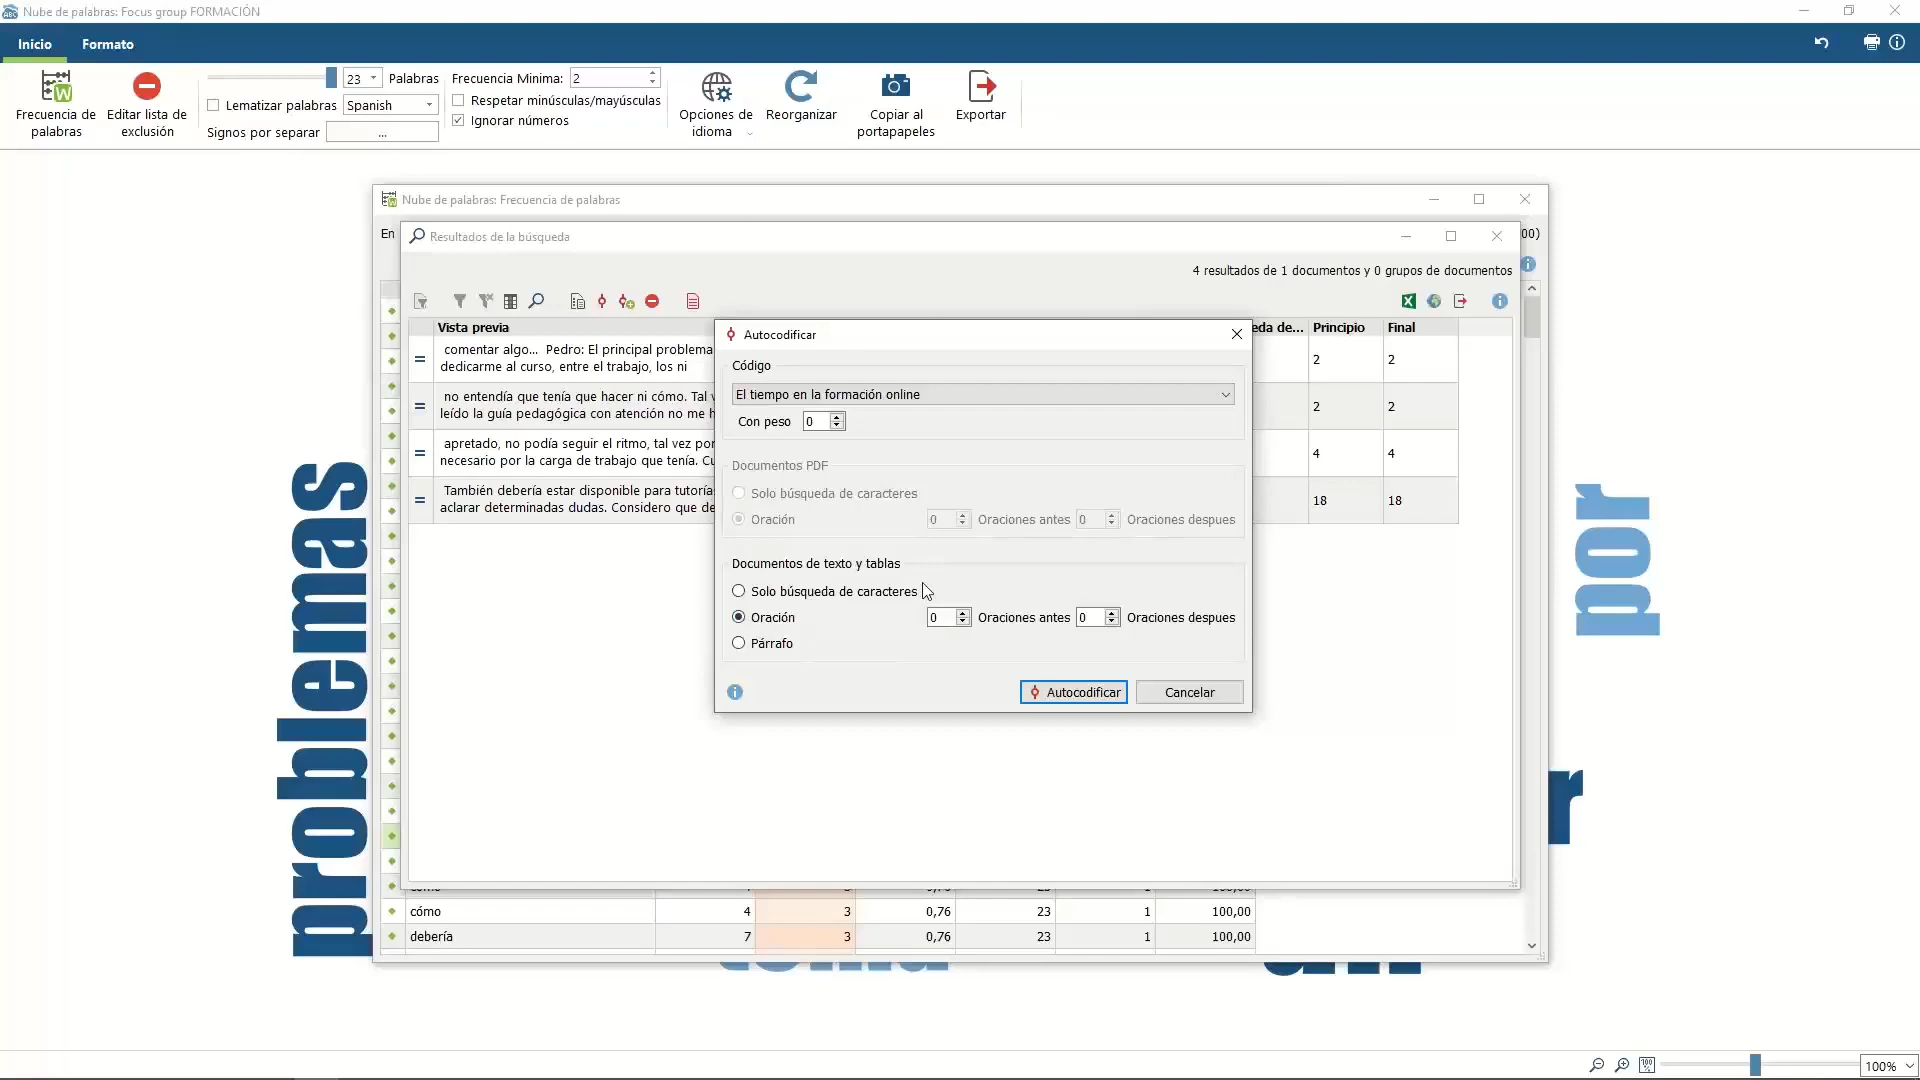 Nube de palabras: Focus group FORMACIÓN
Inicio
Formato
Frecuencia de palabras
Editar lista de exclusión
23
Palabras
Lematizar palabras
Spanish
Signos por separar
...
Frecuencia Minima:
2
Respetar minúsculas/mayúsculas
Ignorar números
Opciones de idioma
Reorganizar
Copiar al portapapeles
Exportar
Nube de palabras: Frecuencia de palabras
En
00)
Resultados de la búsqueda
4 resultados de 1 documentos y 0 grupos de documentos
Vista previa
eda de...
Principio
Final
comentar algo... Pedro: El principal problema
dedicarme al curso, entre el trabajo, los ni
2
2
no entendía que tenía que hacer ni cómo. Tal v
leído la guía pedagógica con atención no me h
2
2
apretado, no podía seguir el ritmo, tal vez por
necesario por la carga de trabajo que tenía. Cu
4
4
También debería estar disponible para tutorías
aclarar determinadas dudas. Considero que de
18
18
Autocodificar
Código
El tiempo en la formación online
Con peso
0
Documentos PDF
Solo búsqueda de caracteres
Oración
0
Oraciones antes
0
Oraciones despues
Documentos de texto y tablas
Solo búsqueda de caracteres
Oración
0
Oraciones antes
0
Oraciones despues
Párrafo
Autocodificar
Cancelar
cómo
4
3
0,76
23
1
100,00
debería
7
3
0,76
23
1
100,00
problemas
por
100%